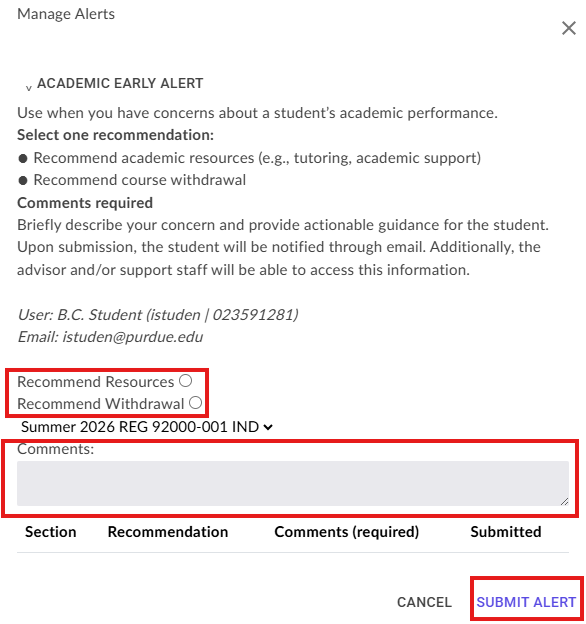 Manage Alerts
v ACADEMIC EARLY ALERT
Use when you have concerns about a student's academic performance.
Select one recommendation:
● Recommend academic resources (e.g., tutoring, academic support)
● Recommend course withdrawal
Comments required
Briefly describe your concern and provide actionable guidance for the student.
Upon submission, the student will be notified through email. Additionally, the
advisor and/or support staff will be able to access this information.
User: B.C. Student (istuden | 023591281)
Email: istuden@purdue.edu
Recommend Resources
Recommend Withdrawal
Summer 2026 REG 92000-001 IND
Comments:
Section Recommendation Comments (required) Submitted
CANCEL SUBMIT ALERT